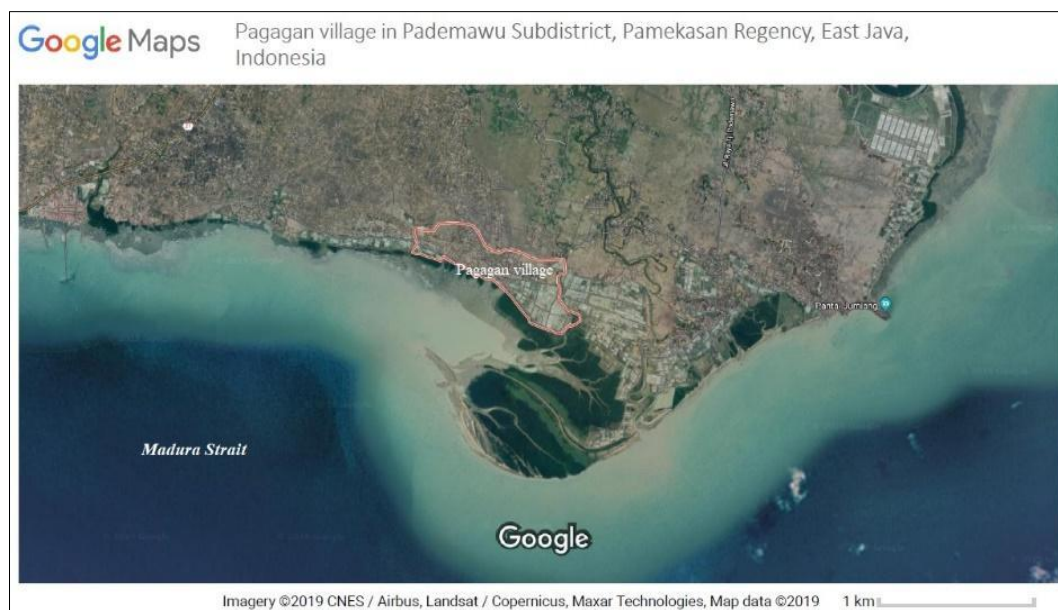 Google Maps
Pagagan village in Pademawu Subdistrict, Pamekasan Regency, East Java,
Indonesia
Pagagan village
Pantai Jumiang
Madura Strait
Google
Imagery ©2019 CNES / Airbus, Landsat / Copernicus, Maxar Technologies, Map data ©2019
1 km